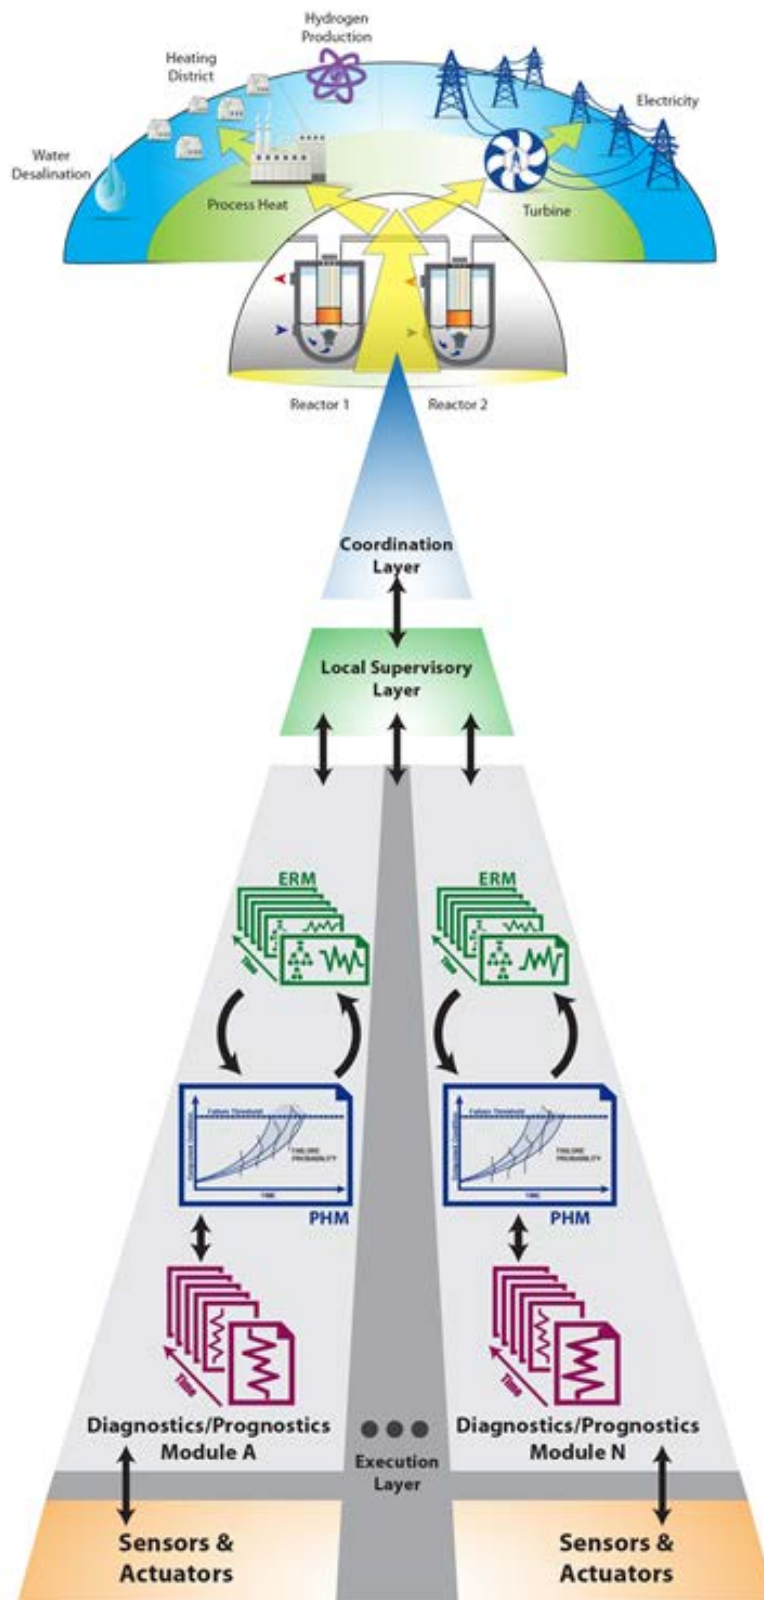 Hydrogen
Production
Heating
District
Electricity
Water
Desalination
Process Heat
Turbine
Reactor 1
Reactor 2
Coordination
Layer
Local Supervisory
Layer
ERM
Time
ERM
Time
Failure Threshold
FAILURE
PROBABILITY
TIME
PHM
Failure Threshold
FAILURE
PROBABILITY
TIME
PHM
Time
Diagnostics/Prognostics
Module A
Time
Diagnostics/Prognostics
Module N
Execution
Layer
Sensors &
Actuators
Sensors &
Actuators